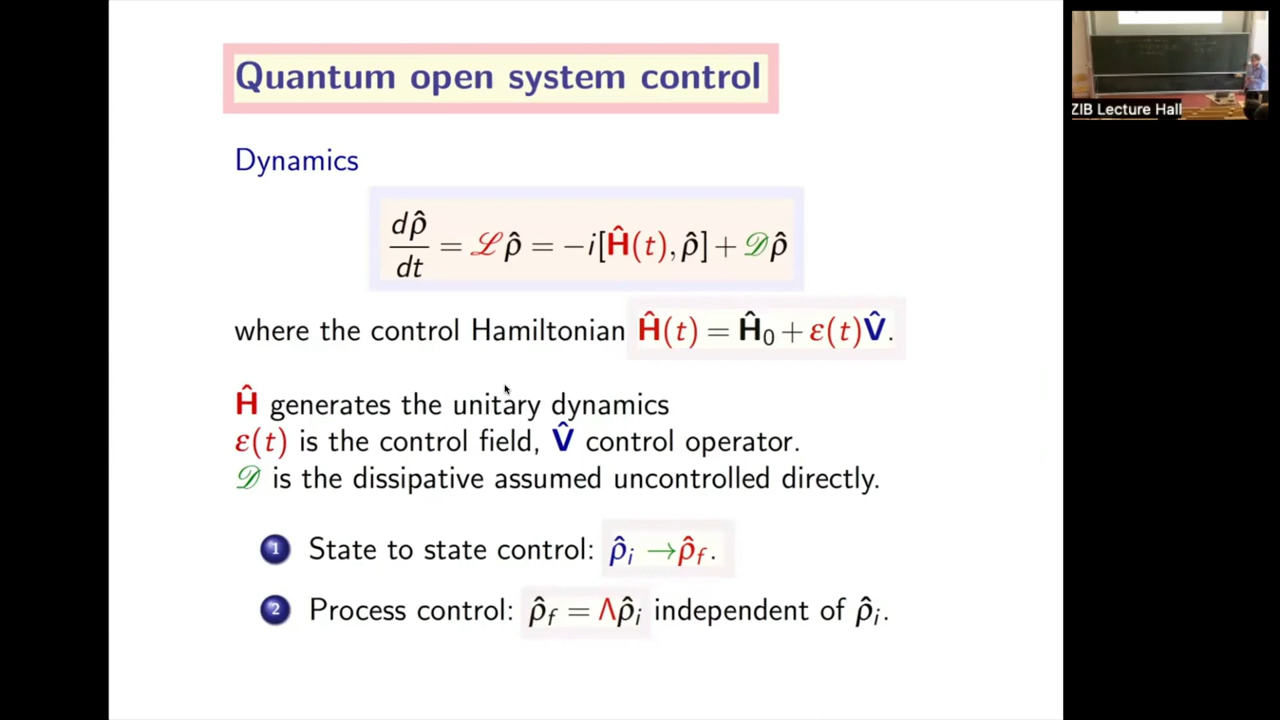 Quantum open system control
ZIB Lecture Hall
Dynamics
dρ̂/dt = ℒρ̂ = −i[Ĥ(t), ρ̂] + 𝒟ρ̂
where the control Hamiltonian Ĥ(t) = Ĥ₀ + ε(t)V̂.
Ĥ generates the unitary dynamics
ε(t) is the control field, V̂ control operator.
𝒟 is the dissipative assumed uncontrolled directly.
1 State to state control: ρ̂ᵢ → ρ̂_f.
2 Process control: ρ̂_f = Λρ̂ᵢ independent of ρ̂ᵢ.